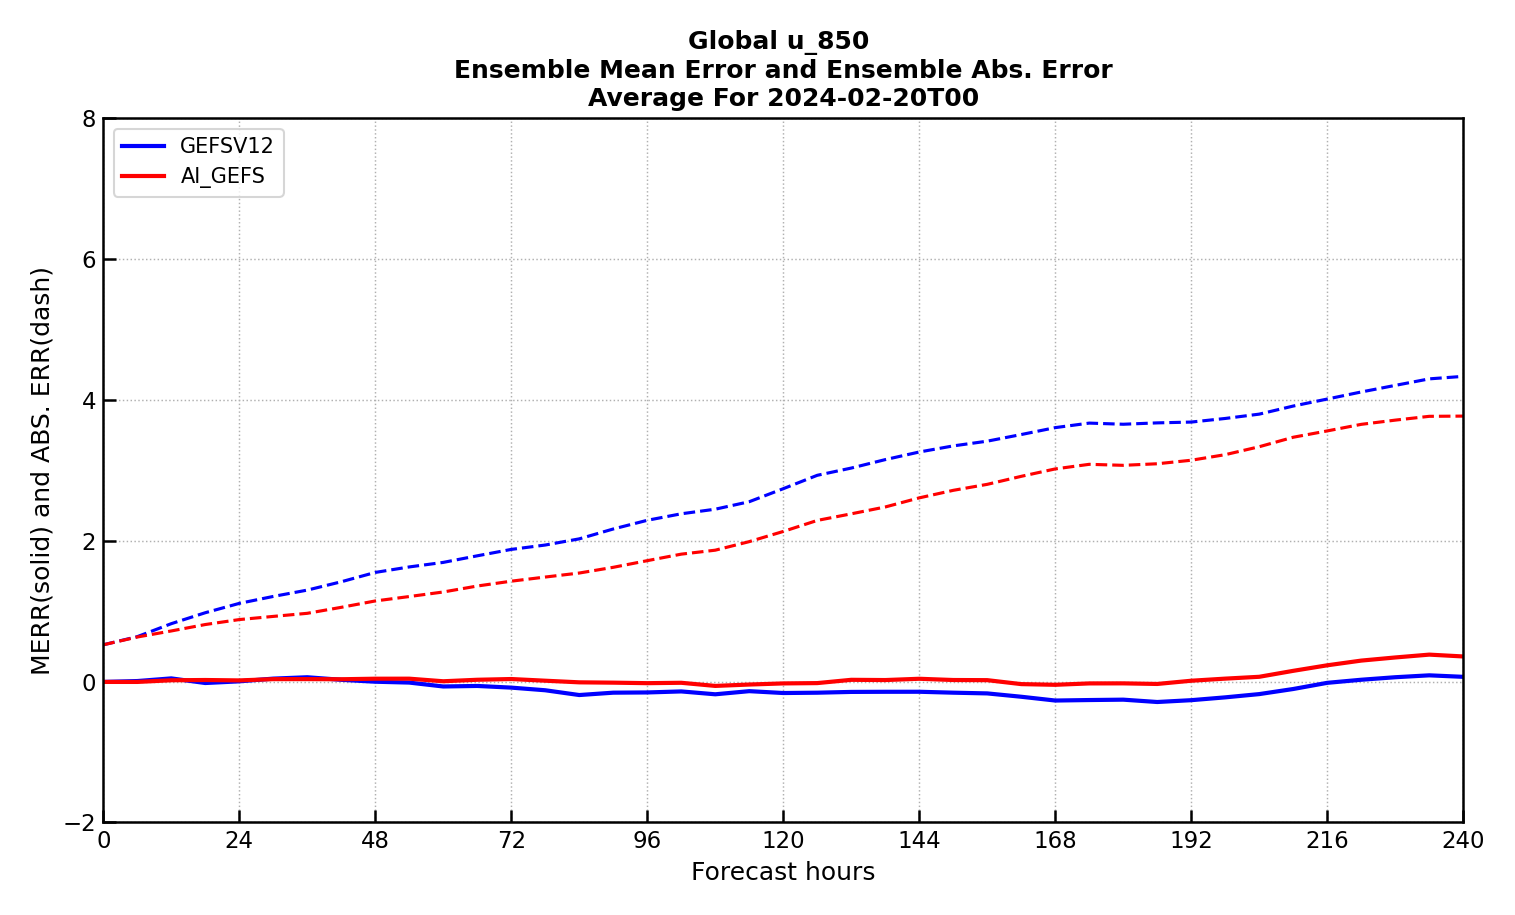 Global u_850
Ensemble Mean Error and Ensemble Abs. Error
Average For 2024-02-20T00
GEFSV12
AI_GEFS
MERR(solid) and ABS. ERR(dash)
8
6
4
2
0
−2
0 24 48 72 96 120 144 168 192 216 240
Forecast hours